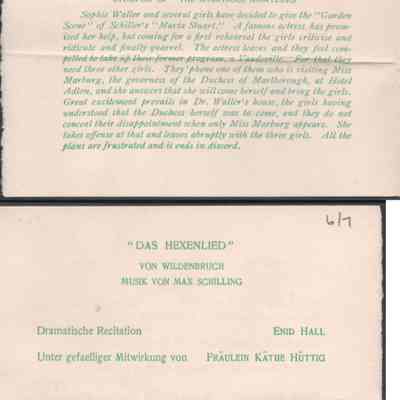 Sophie Waller and several girls have decided to give the "Garden
Scene" of Schiller's "Maria Stuart." A famous actress has prom-
ised her help, but coming for a first rehearsal the girls criticise and
ridicule and finally quarrel. The actress leaves and they feel com-
pelled to take up their former program, a Vaudeville. For that they
need three other girls. They 'phone one of them who is visiting Miss
Marburg, the governess of the Duchess of Marlborough, at Hotel
Adlon, and she answers that she will come herself and bring the girls.
Great excitement prevails in Dr. Waller's house, the girls having
understood that the Duchess herself was to come, and they do not
conceal their disappointment when only Miss Marburg appears. She
takes offense at that and leaves abruptly with the three girls. All the
plans are frustrated and it ends in discord.
6/7
"DAS HEXENLIED"
VON WILDENBRUCH
MUSIK VON MAX SCHILLING
Dramatische Recitation ENID HALL
Unter gefaelliger Mitwirkung von FRÄULEIN KÄTHE HÜTTIG